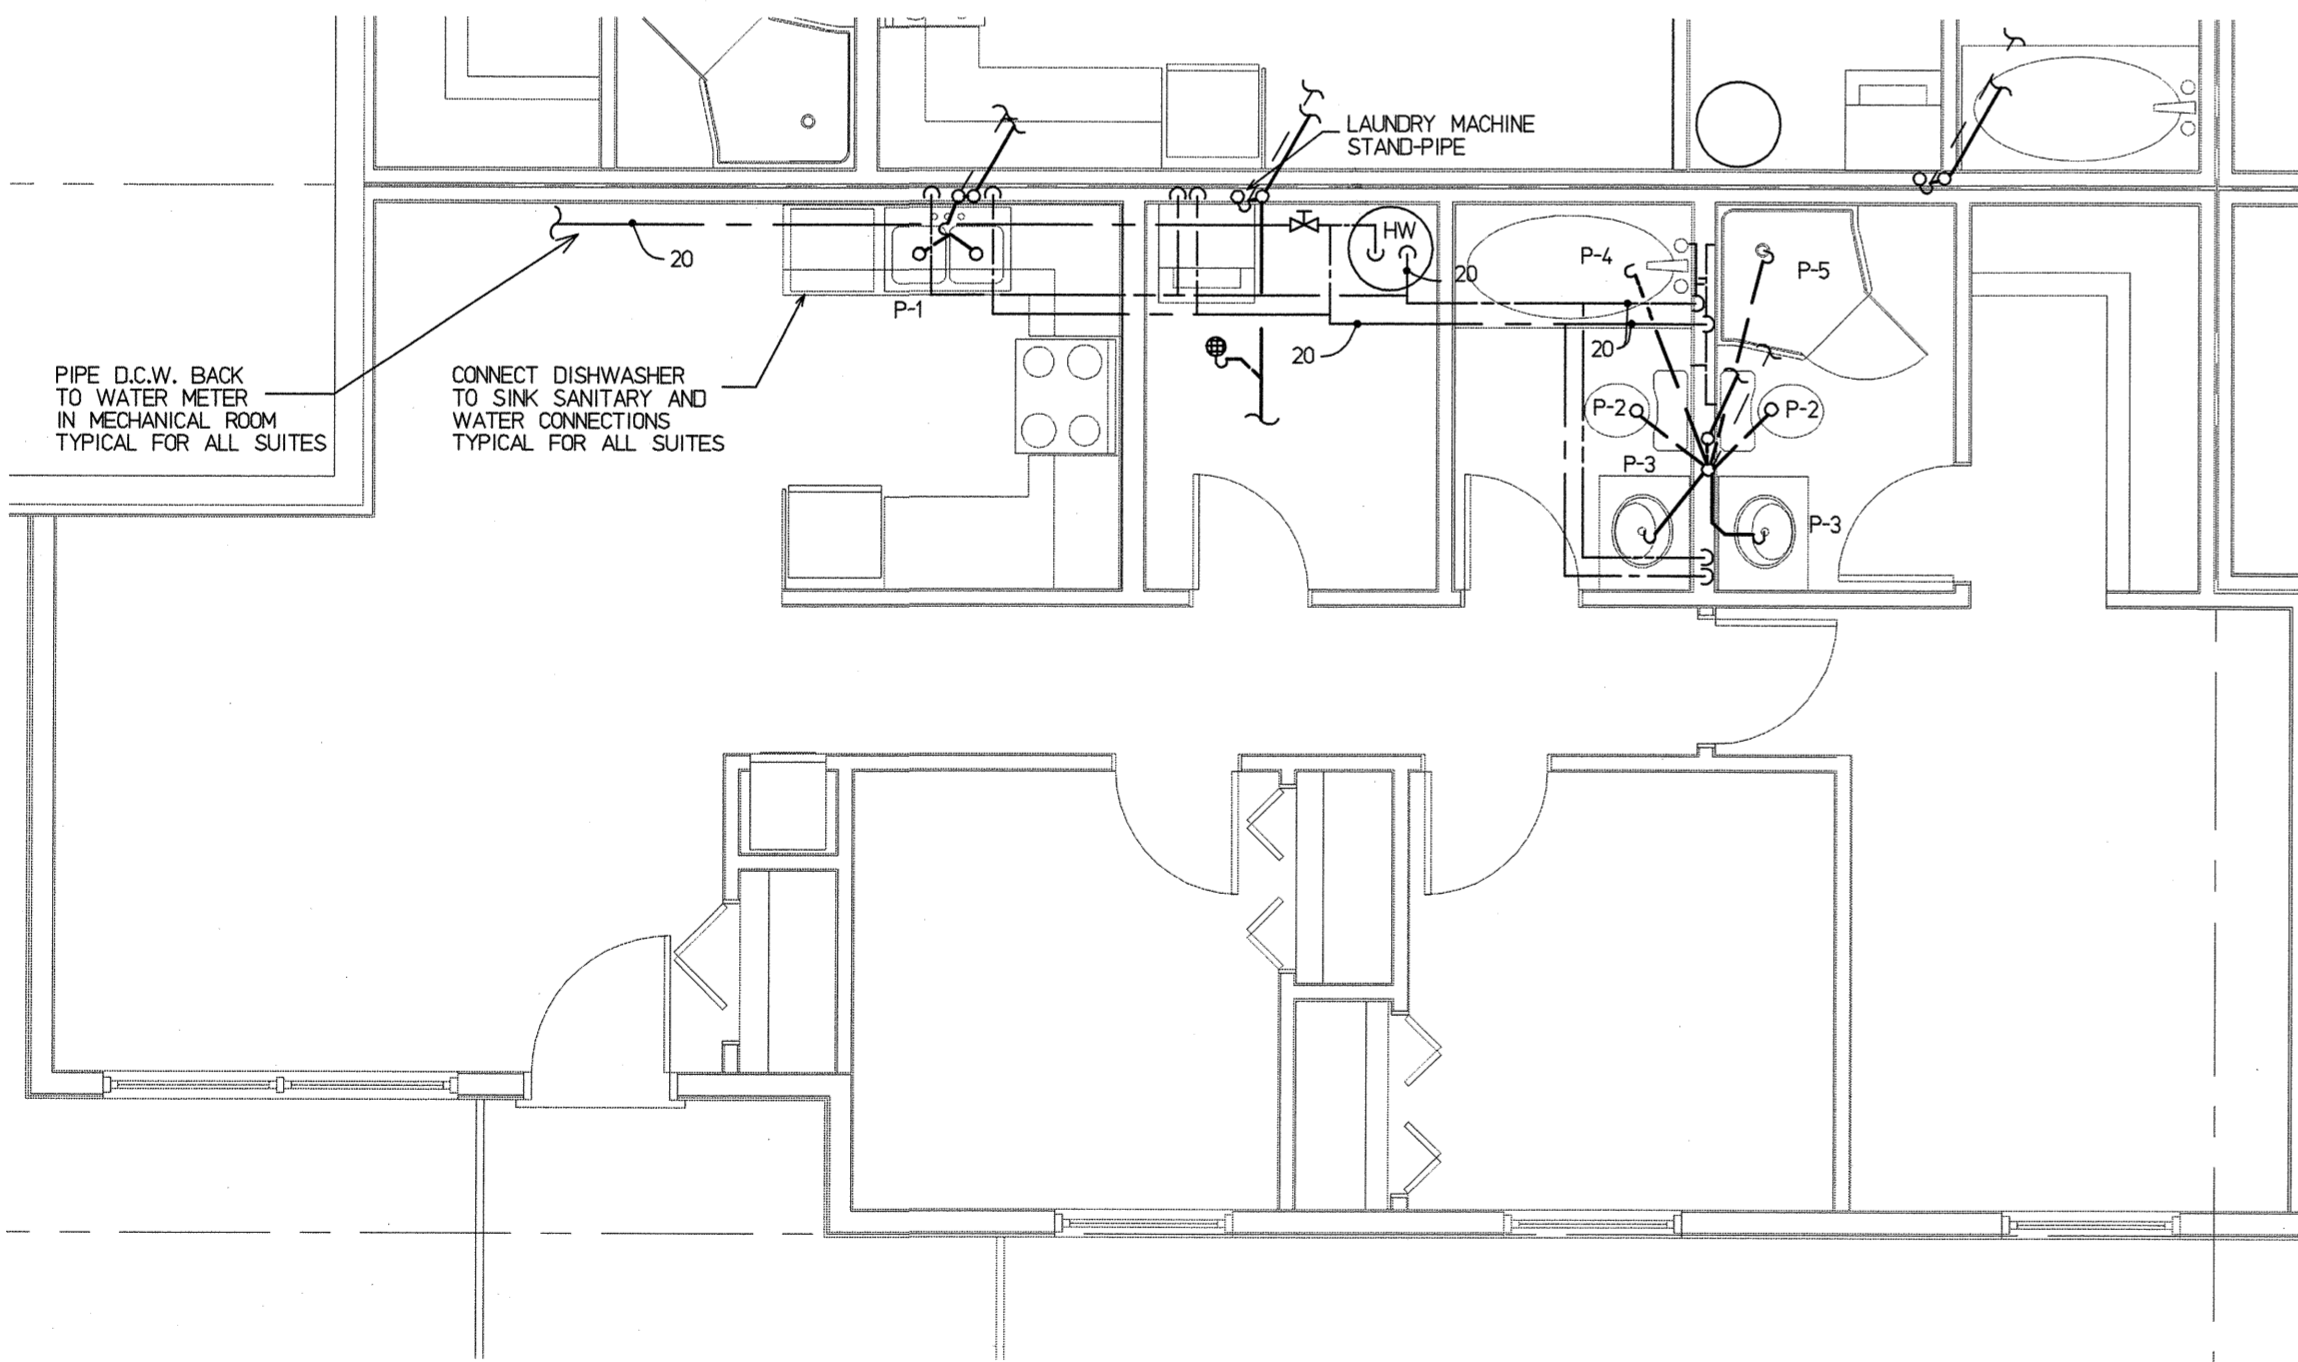 LAUNDRY MACHINE
STAND-PIPE
HW
20
20
P-4
P-5
P-1
20
20
PIPE D.C.W. BACK
TO WATER METER
IN MECHANICAL ROOM
TYPICAL FOR ALL SUITES
CONNECT DISHWASHER
TO SINK SANITARY AND
WATER CONNECTIONS
TYPICAL FOR ALL SUITES
P-2
P-2
P-3
P-3